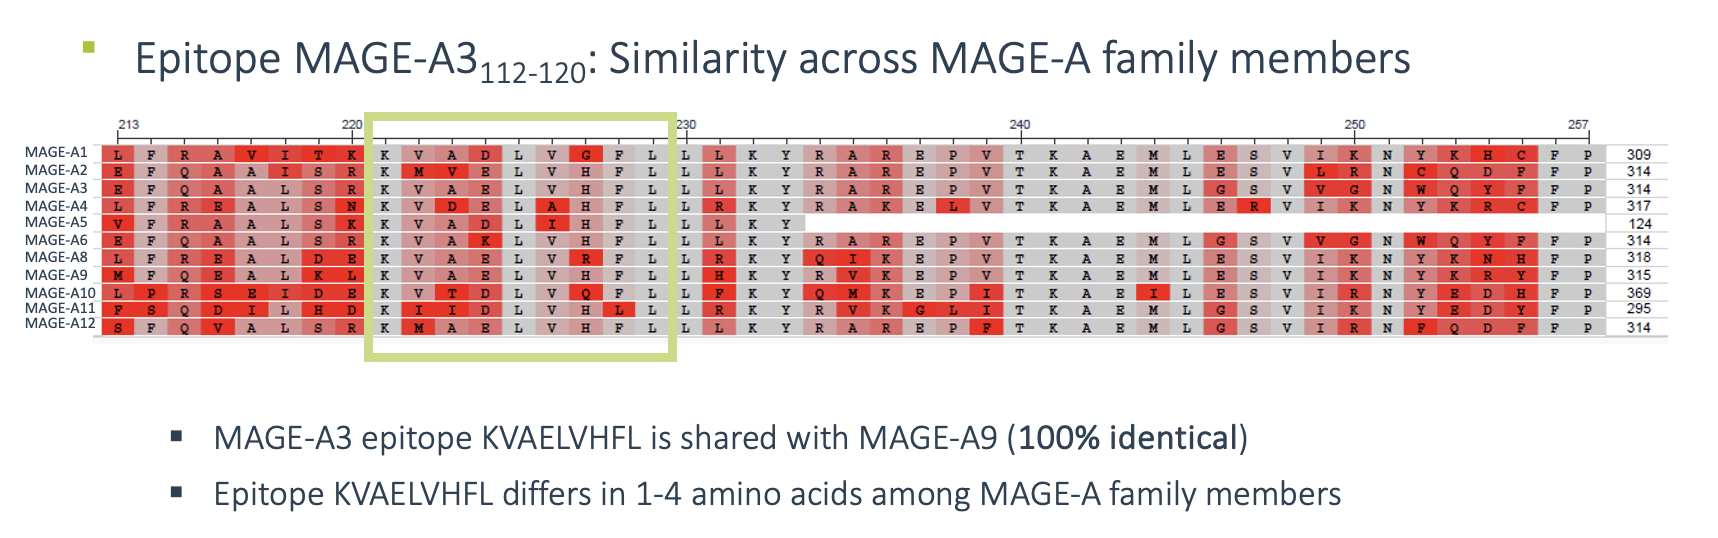 Epitope MAGE-A3112-120: Similarity across MAGE-A family members
213 220 230 240 250 257
MAGE-A1 L F R A V I T K K V A D L V G F L L L K Y R A R E P V T K A E M L E S V I K N Y K H C F P 309
MAGE-A2 E F Q A A I S R K M V E L V H F L L L K Y R A R E P V T K A E M L E S V L R N C Q D F F P 314
MAGE-A3 E F Q A A L S R K V A E L V H F L L L K Y R A R E P V T K A E M L G S V V G N W Q Y F F P 314
MAGE-A4 L F R E A L S N K V D E L A H F L L R K Y R A K E L V T K A E M L E R V I K N Y K R C F P 317
MAGE-A5 V F R A A L S K K V A D L I H F L L L K Y 124
MAGE-A6 E F Q A A L S R K V A K L V H F L L L K Y R A R E P V T K A E M L G S V V G N W Q Y F F P 314
MAGE-A8 L F R E A L D E K V A E L V R F L L R K Y Q I K E P V T K A E M L E S V I K N Y K N H F P 318
MAGE-A9 M F Q E A L K L K V A E L V H F L L H K Y R V K E P V T K A E M L E S V I K N Y K R Y F P 315
MAGE-A10 L P R S E I D E K V T D L V Q F L L F K Y Q M K E P I T K A E I L E S V I R N Y E D H F P 369
MAGE-A11 F S Q D I L H D K I I D L V H L L L R K Y R V K G L I T K A E M L G S V I K N Y E D Y F P 295
MAGE-A12 S F Q V A L S R K M A E L V H F L L L K Y R A R E P F T K A E M L G S V I R N F Q D F F P 314
MAGE-A3 epitope KVAELVHFL is shared with MAGE-A9 (100% identical)
Epitope KVAELVHFL differs in 1-4 amino acids among MAGE-A family members